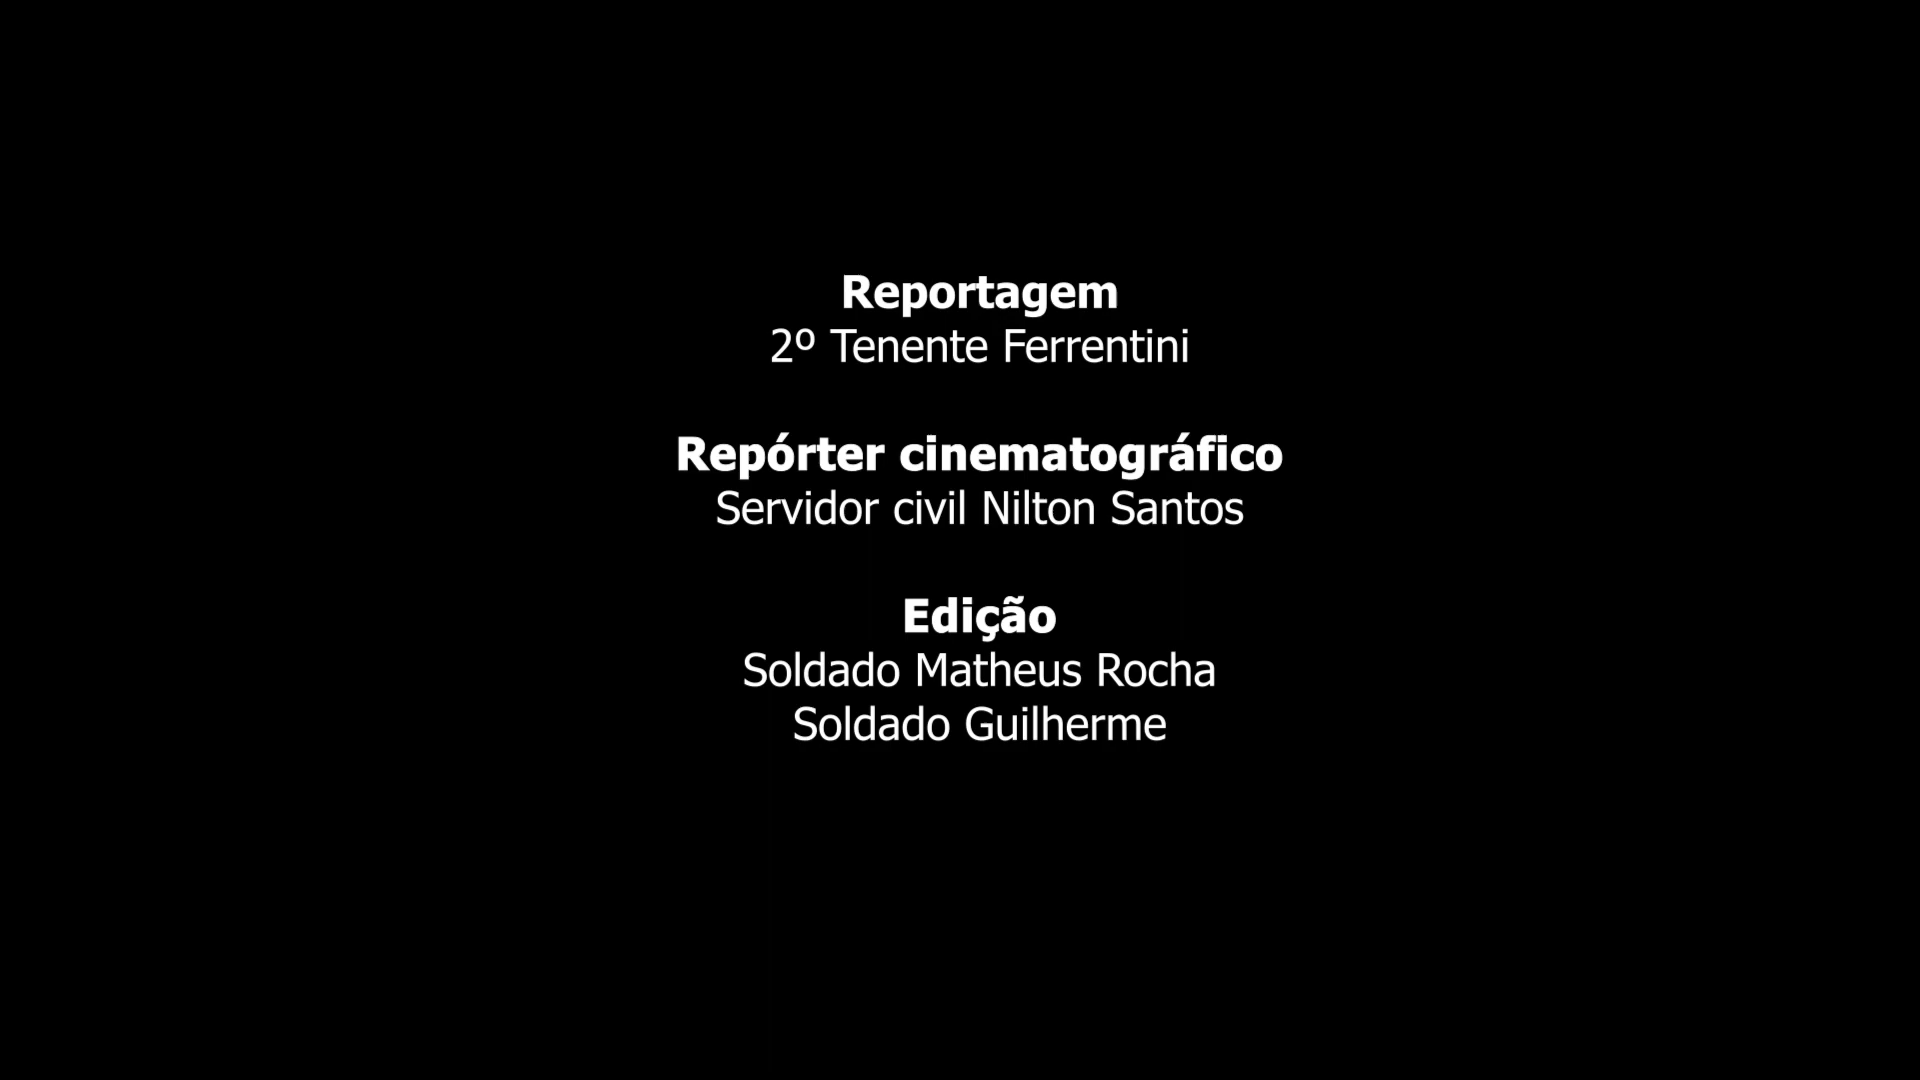 Reportagem
2º Tenente Ferrentini
Repórter cinematográfico
Servidor civil Nilton Santos
Edição
Soldado Matheus Rocha
Soldado Guilherme